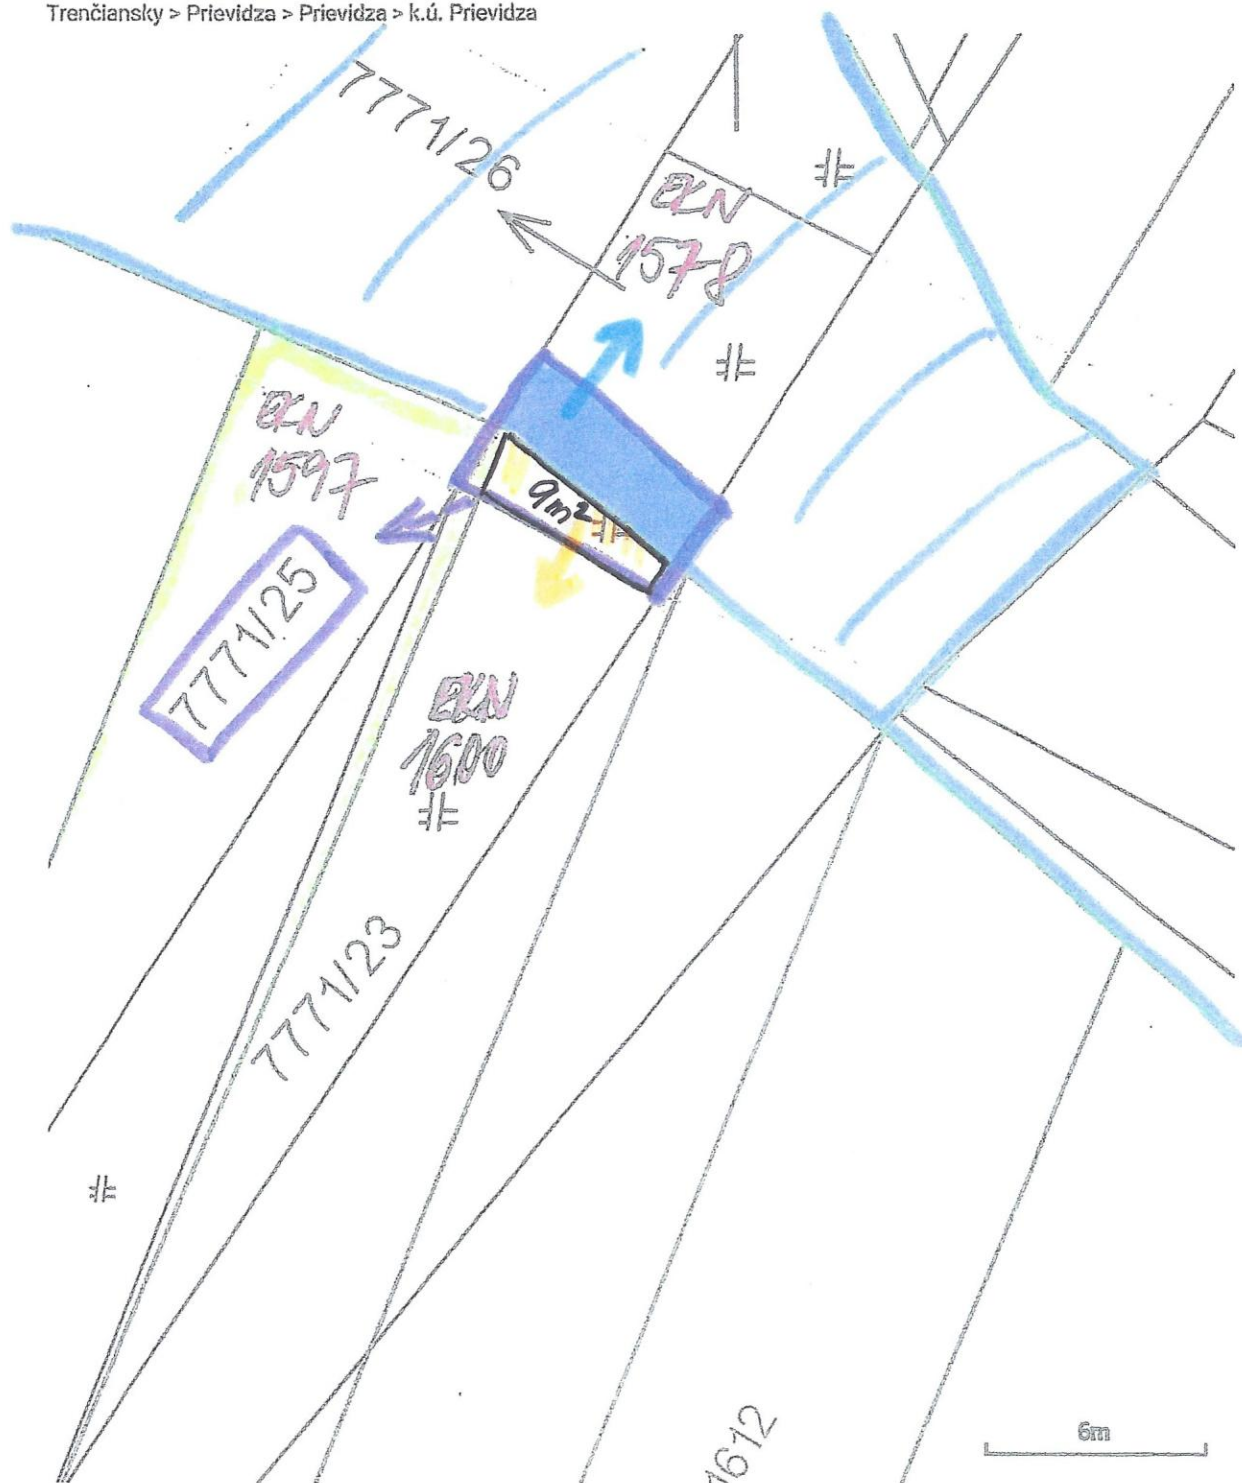 Trenčiansky > Prievidza > Prievidza > k.ú. Prievidza
7771/26
EKN
1578
EKN
1597
9m²
7771/25
EKN
1600
7771/23
1612
6m